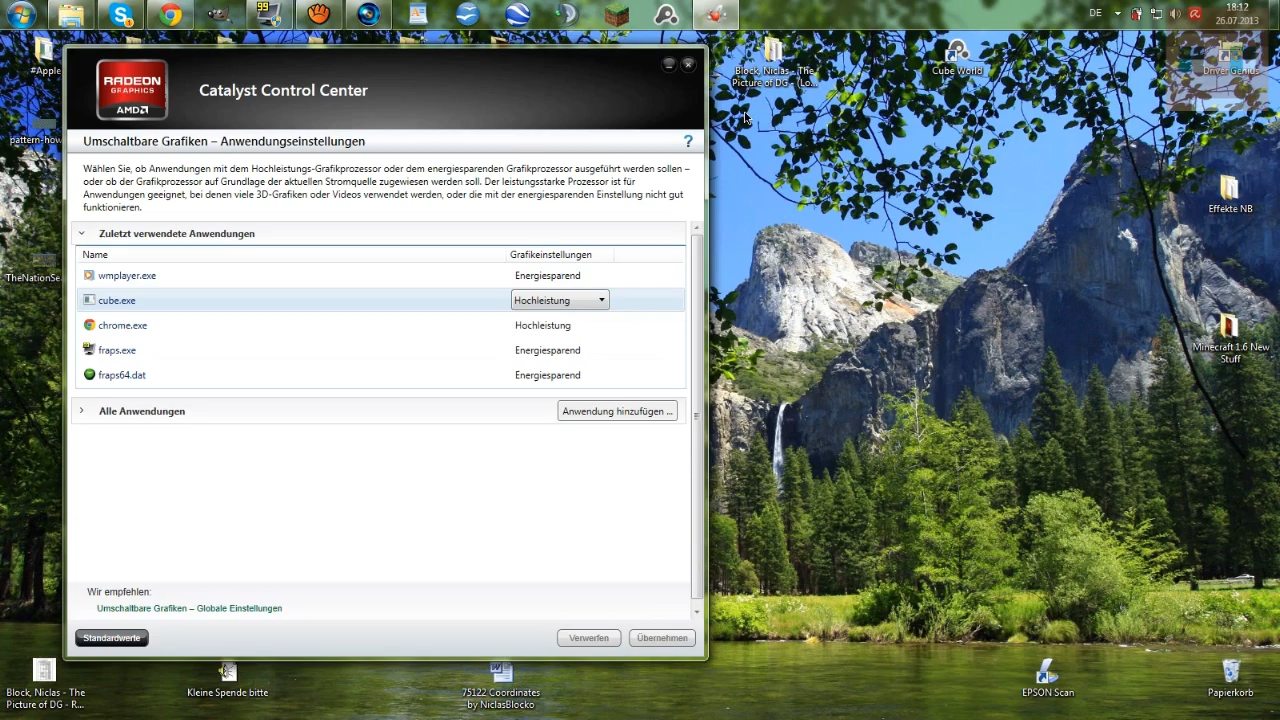 99
DE
18:12
26.07.2013
#Apple
RADEON
GRAPHICS
AMD
Catalyst Control Center
Block, Niclas - The
Picture of DG - (Lo...
Cube World
Driver Genius
pattern-how
Umschaltbare Grafiken – Anwendungseinstellungen
?
Wählen Sie, ob Anwendungen mit dem Hochleistungs-Grafikprozessor oder dem energiesparenden Grafikprozessor ausgeführt werden sollen –
oder ob der Grafikprozessor auf Grundlage der aktuellen Stromquelle zugewiesen werden soll. Der leistungsstarke Prozessor ist für
Anwendungen geeignet, bei denen viele 3D-Grafiken oder Videos verwendet werden, oder die mit der energiesparenden Einstellung nicht gut
funktionieren.
Effekte NB
Zuletzt verwendete Anwendungen
Name Grafikeinstellungen
wmplayer.exe Energiesparend
TheNationSea
cube.exe Hochleistung
chrome.exe Hochleistung
fraps.exe Energiesparend
fraps64.dat Energiesparend
Minecraft 1.6 New
Stuff
Alle Anwendungen Anwendung hinzufügen ...
Wir empfehlen:
Umschaltbare Grafiken – Globale Einstellungen
Standardwerte Verwerfen Übernehmen
Block, Niclas - The
Picture of DG - R...
Kleine Spende bitte
75122 Coordinates
by NiclasBlocko
EPSON Scan
Papierkorb